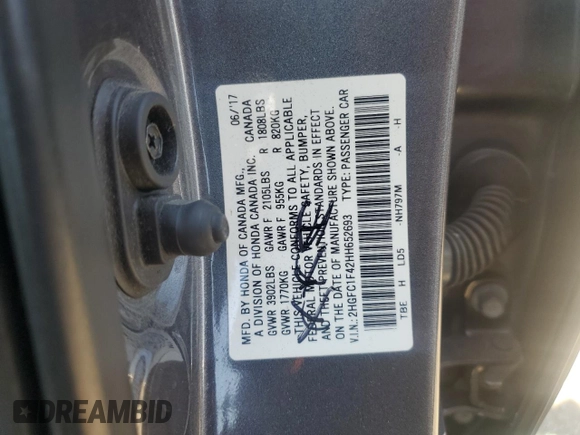 MFD. BY HONDA OF CANADA MFG., 06/'17
A DIVISION OF HONDA CANADA INC. CANADA
GVWR 3902LBS GAWR F 2105LBS R 1808LBS
GVWR 1770KG GAWR F 955KG R 820KG
THIS VEHICLE CONFORMS TO ALL APPLICABLE
FEDERAL MOTOR VEHICLE SAFETY, BUMPER,
AND THEFT PREVENTION STANDARDS IN EFFECT
ON THE DATE OF MANUFACTURE SHOWN ABOVE.
V.I.N.: 2HGFC1F42HH652693 TYPE: PASSENGER CAR
TBE H LD5 -NH797M -A -H
DREAMBID